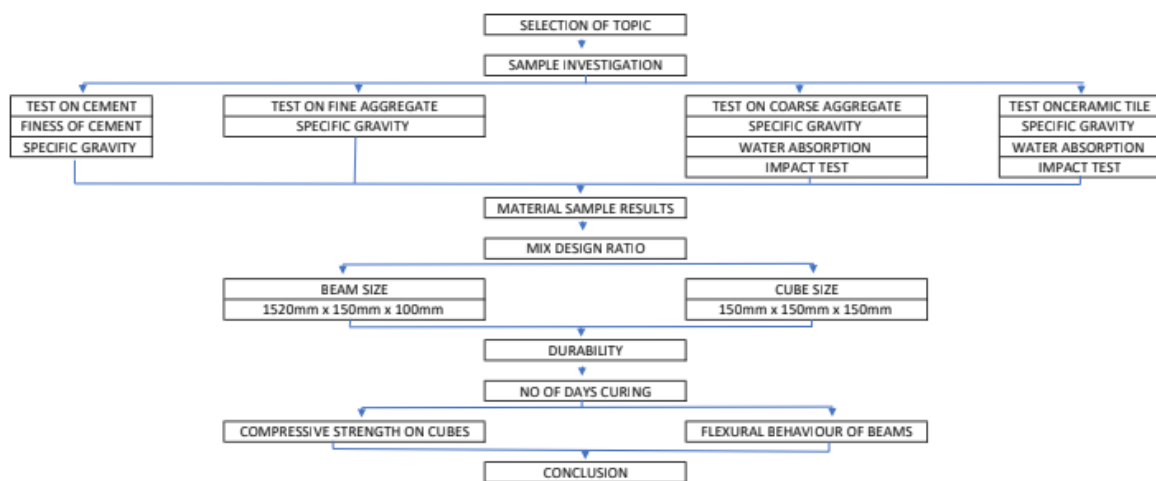 SELECTION OF TOPIC
SAMPLE INVESTIGATION
TEST ON CEMENT
FINESS OF CEMENT
SPECIFIC GRAVITY
TEST ON FINE AGGREGATE
SPECIFIC GRAVITY
TEST ON COARSE AGGREGATE
SPECIFIC GRAVITY
WATER ABSORPTION
IMPACT TEST
TEST ONCERAMIC TILE
SPECIFIC GRAVITY
WATER ABSORPTION
IMPACT TEST
MATERIAL SAMPLE RESULTS
MIX DESIGN RATIO
BEAM SIZE
1520mm x 150mm x 100mm
CUBE SIZE
150mm x 150mm x 150mm
DURABILITY
NO OF DAYS CURING
COMPRESSIVE STRENGTH ON CUBES
FLEXURAL BEHAVIOUR OF BEAMS
CONCLUSION